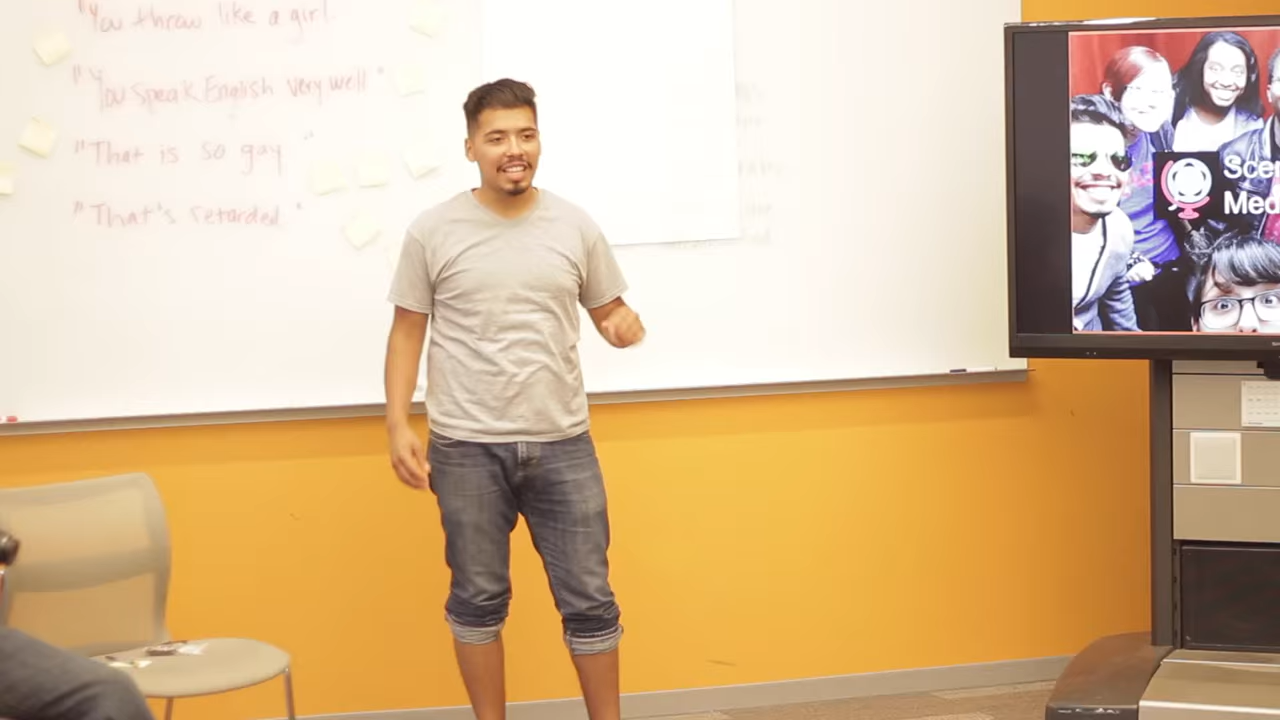 "You throw like a girl.
"You speak English very well"
"That is so gay"
"That's retarded."
Scen
Med